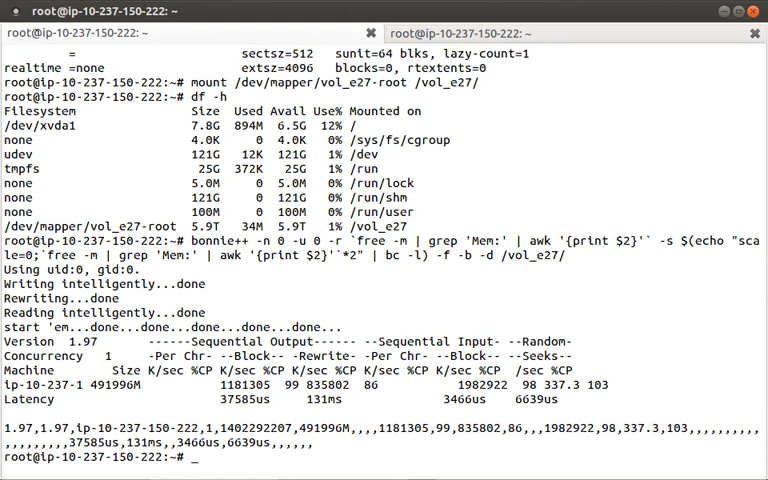 root@ip-10-237-150-222: ~
root@ip-10-237-150-222: ~ root@ip-10-237-150-222: ~
= sectsz=512 sunit=64 blks, lazy-count=1
realtime =none extsz=4096 blocks=0, rtextents=0
root@ip-10-237-150-222:~# mount /dev/mapper/vol_e27-root /vol_e27/
root@ip-10-237-150-222:~# df -h
Filesystem Size Used Avail Use% Mounted on
/dev/xvda1 7.8G 894M 6.5G 12% /
none 4.0K 0 4.0K 0% /sys/fs/cgroup
udev 121G 12K 121G 1% /dev
tmpfs 25G 372K 25G 1% /run
none 5.0M 0 5.0M 0% /run/lock
none 121G 0 121G 0% /run/shm
none 100M 0 100M 0% /run/user
/dev/mapper/vol_e27-root 5.9T 34M 5.9T 1% /vol_e27
root@ip-10-237-150-222:~# bonnie++ -n 0 -u 0 -r `free -m | grep 'Mem:' | awk '{print $2}'` -s $(echo "sca
le=0;`free -m | grep 'Mem:' | awk '{print $2}'`*2" | bc -l) -f -b -d /vol_e27/
Using uid:0, gid:0.
Writing intelligently...done
Rewriting...done
Reading intelligently...done
start 'em...done...done...done...done...done...
Version 1.97 ------Sequential Output------ --Sequential Input- --Random-
Concurrency 1 -Per Chr- --Block-- -Rewrite- -Per Chr- --Block-- --Seeks--
Machine Size K/sec %CP K/sec %CP K/sec %CP K/sec %CP K/sec %CP /sec %CP
ip-10-237-1 491996M 1181305 99 835802 86 1982922 98 337.3 103
Latency 37585us 131ms 3466us 6639us
1.97,1.97,ip-10-237-150-222,1,1402292207,491996M,,,,1181305,99,835802,86,,,1982922,98,337.3,103,,,,,,,,,,
,,,,,,,,,37585us,131ms,,3466us,6639us,,,,,,
root@ip-10-237-150-222:~# _